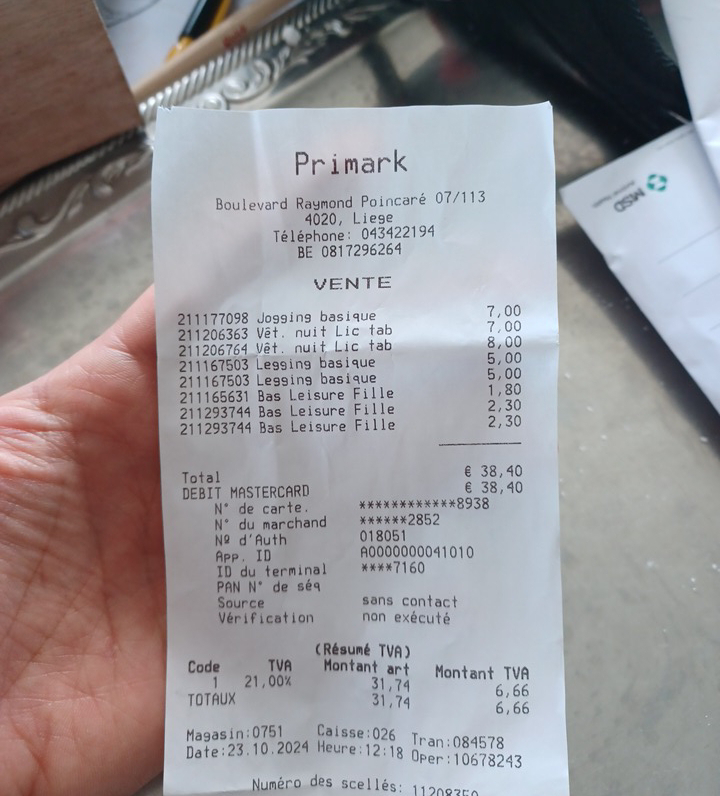 Primark
Boulevard Raymond Poincaré 07/113
4020, Liege
Téléphone: 043422194
BE 0817296264
VENTE
211177098 Jogging basique 7,00
211206363 Vêt. nuit Lic tab 7,00
211206764 Vêt. nuit Lic tab 8,00
211167503 Legging basique 5,00
211167503 Legging basique 5,00
211165631 Bas Leisure Fille 1,80
211293744 Bas Leisure Fille 2,30
211293744 Bas Leisure Fille 2,30
Total € 38,40
DEBIT MASTERCARD € 38,40
N° de carte. ************8938
N° du marchand ******2852
Nº d'Auth 018051
App. ID A0000000041010
ID du terminal ****7160
PAN N° de séq
Source sans contact
Vérification non exécuté
(Résumé TVA)
Code TVA Montant art Montant TVA
1 21,00% 31,74 6,66
TOTAUX 31,74 6,66
Magasin:0751 Caisse:026 Tran:084578
Date:23.10.2024 Heure:12:18 Oper:10678243
Numéro des scellés:
MSD